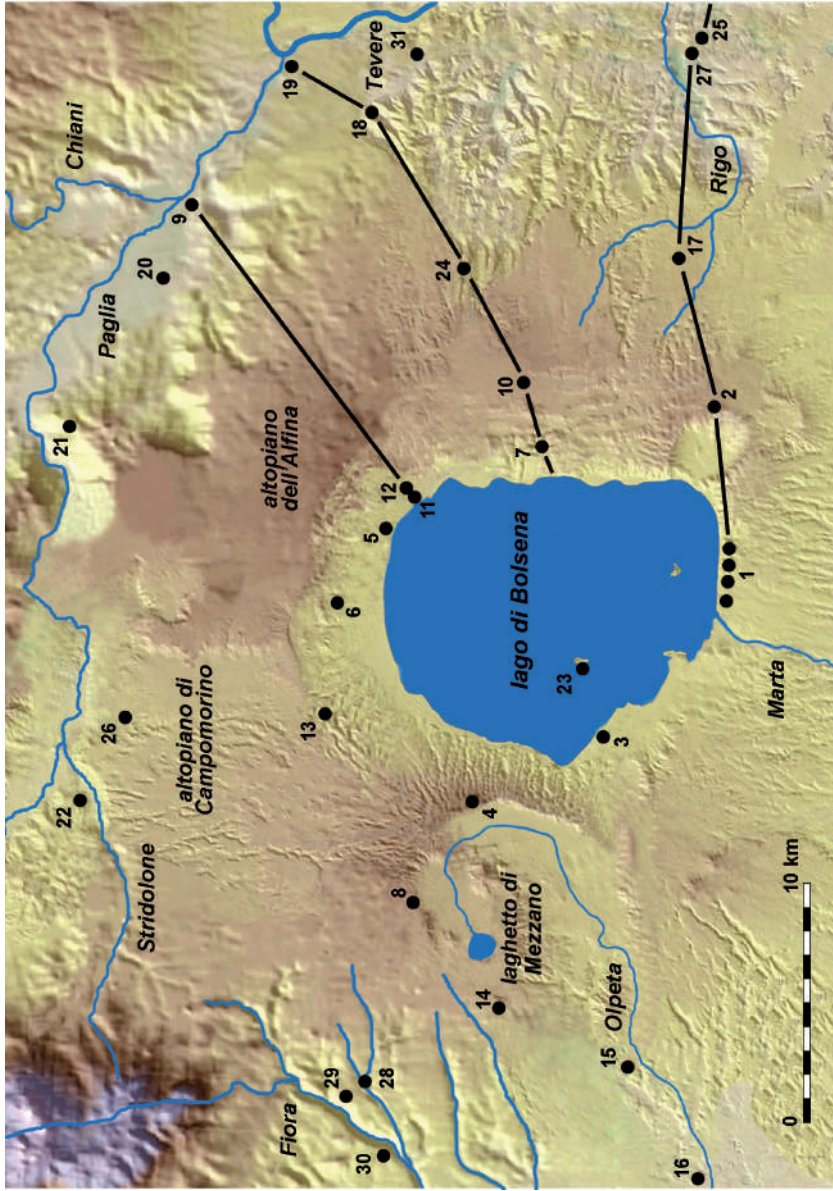 22
21
Chiani
26
Paglia
Stridolone
20
9
altopiano di
Campomorino
altopiano
dell'Alfina
Fiora
19
29
13
6
18
5
Tevere
30
28
12
31
8
11
24
14
4
10
laghetto di
Mezzano
lago di Bolsena
7
23
15
Olpeta
3
16
17
27
25
Rigo
2
1
Marta
0 10 km